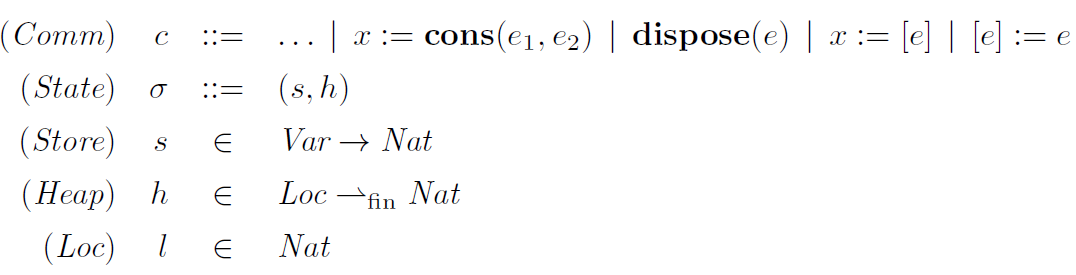 (Comm) c ::= ... | x := cons(e₁, e₂) | dispose(e) | x := [e] | [e] := e
(State) σ ::= (s, h)
(Store) s ∈ Var → Nat
(Heap) h ∈ Loc ⇀fin Nat
(Loc) l ∈ Nat